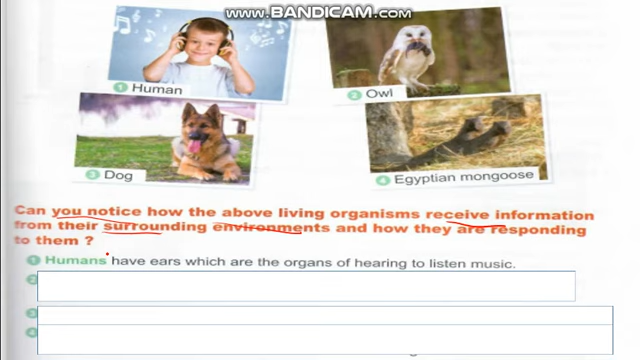 www.BANDICAM.com
1 Human
2 Owl
3 Dog
4 Egyptian mongoose
Can you notice how the above living organisms receive information
from their surrounding environments and how they are responding
to them ?
1 Humans have ears which are the organs of hearing to listen music.
2
3
4